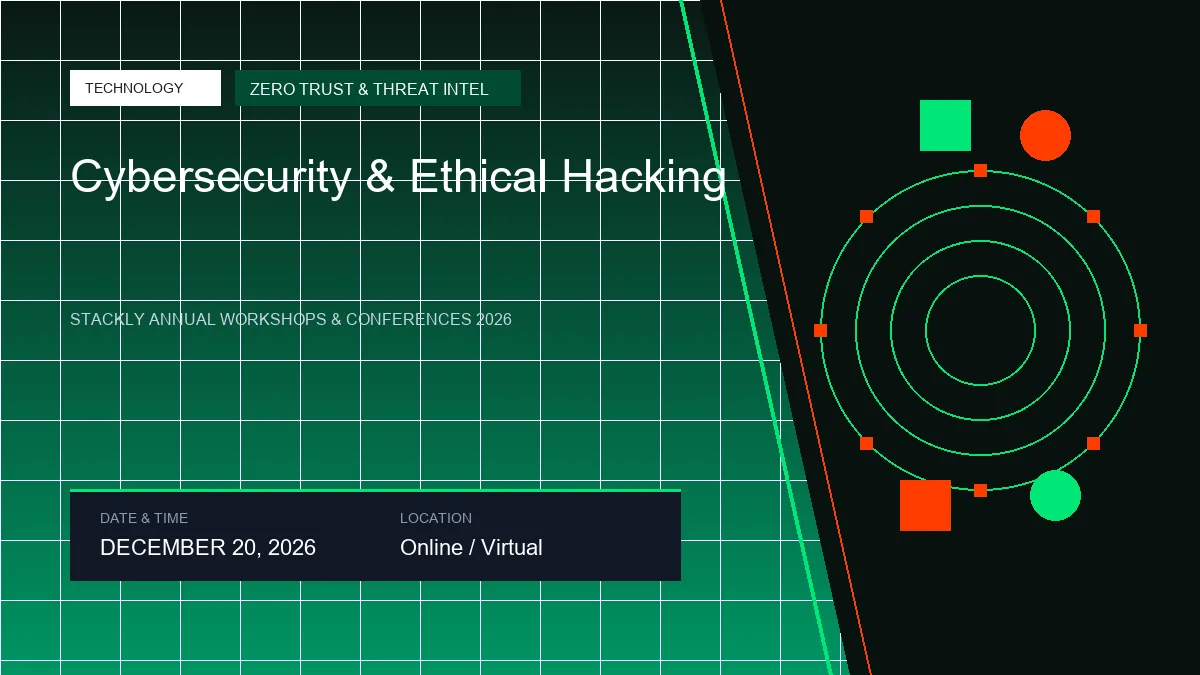 TECHNOLOGY
ZERO TRUST & THREAT INTEL
Cybersecurity & Ethical Hacking
STACKLY ANNUAL WORKSHOPS & CONFERENCES 2026
DATE & TIME
LOCATION
DECEMBER 20, 2026
Online / Virtual